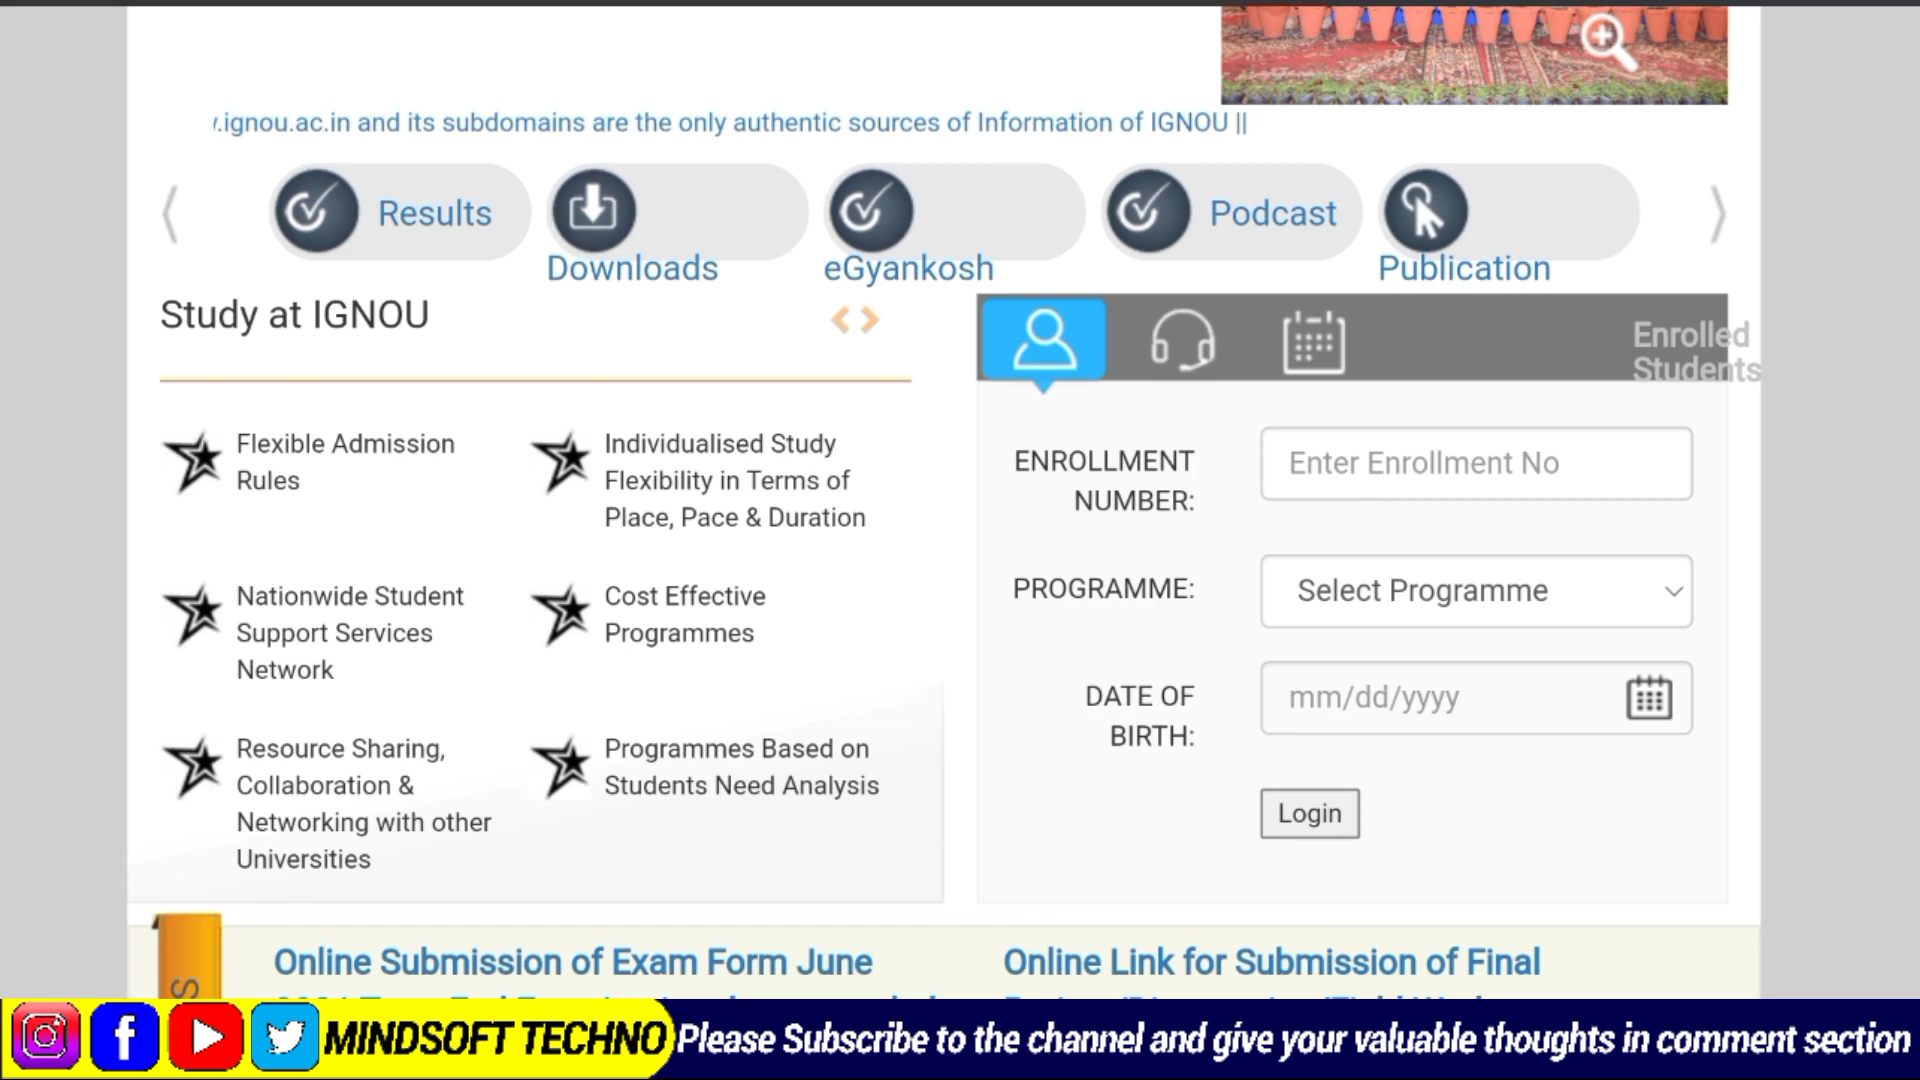 .ignou.ac.in and its subdomains are the only authentic sources of Information of IGNOU ||
Results
Downloads
eGyankosh
Podcast
Publication
Study at IGNOU
Flexible Admission
Rules
Individualised Study
Flexibility in Terms of
Place, Pace & Duration
Nationwide Student
Support Services
Network
Cost Effective
Programmes
Resource Sharing,
Collaboration &
Networking with other
Universities
Programmes Based on
Students Need Analysis
Enrolled
Students
ENROLLMENT
NUMBER:
Enter Enrollment No
PROGRAMME:
Select Programme
DATE OF
BIRTH:
mm/dd/yyyy
Login
Online Submission of Exam Form June
Online Link for Submission of Final
S
MINDSOFT TECHNO
Please Subscribe to the channel and give your valuable thoughts in comment section